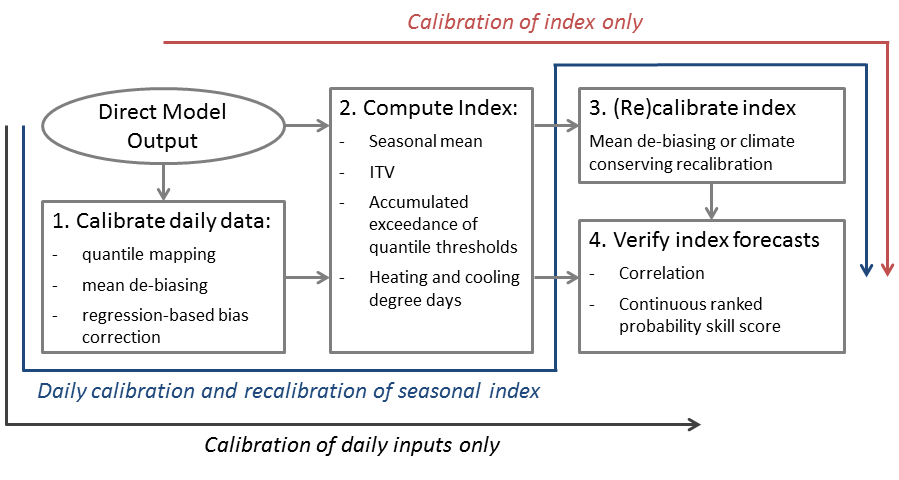 Calibration of index only
Direct Model
Output
2. Compute Index:
- Seasonal mean
- ITV
- Accumulated
exceedance of
quantile thresholds
- Heating and cooling
degree days
3. (Re)calibrate index
Mean de-biasing or climate
conserving recalibration
1. Calibrate daily data:
- quantile mapping
- mean de-biasing
- regression-based bias
correction
4. Verify index forecasts
- Correlation
- Continuous ranked
probability skill score
Daily calibration and recalibration of seasonal index
Calibration of daily inputs only